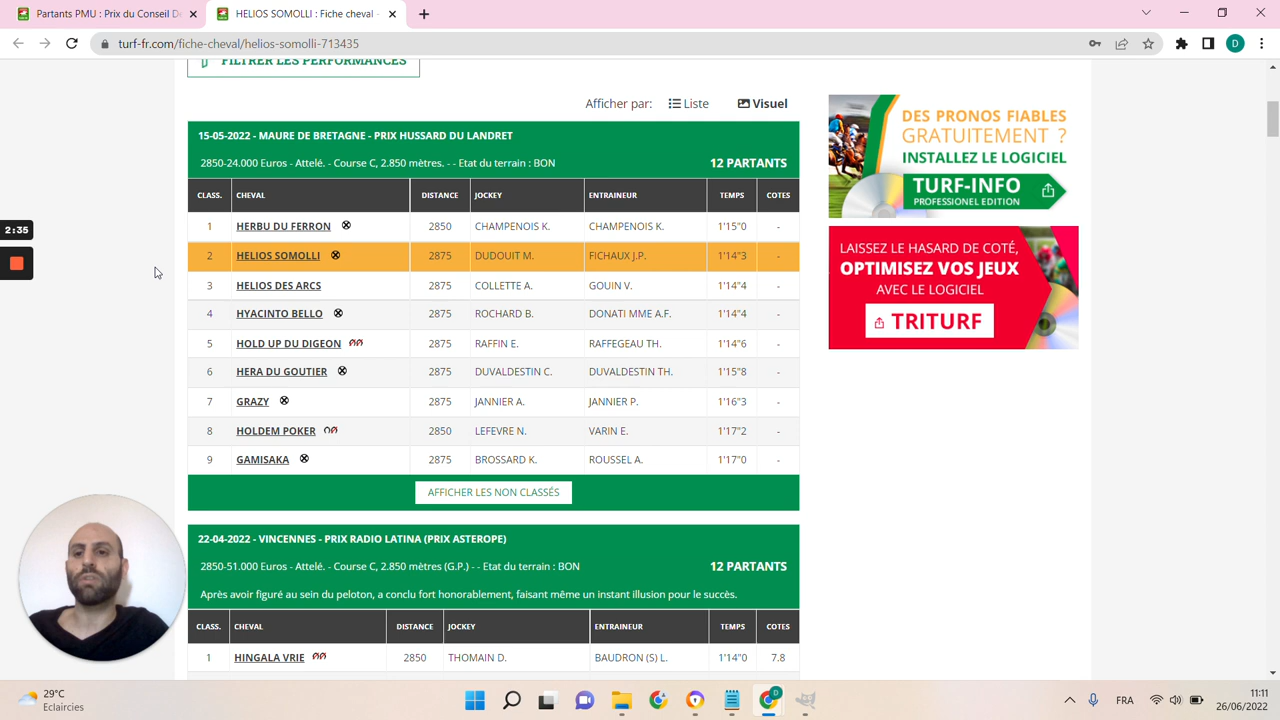 Partants PMU : Prix du Conseil D
HELIOS SOMOLLI : Fiche cheval -
turf-fr.com/fiche-cheval/helios-somolli-713435
D
FILTRER LES PERFORMANCES
Afficher par: Liste Visuel
15-05-2022 - MAURE DE BRETAGNE - PRIX HUSSARD DU LANDRET
2850-24.000 Euros - Attelé. - Course C, 2.850 mètres. - - Etat du terrain : BON 12 PARTANTS
CLASS. CHEVAL DISTANCE JOCKEY ENTRAINEUR TEMPS COTES
1 HERBU DU FERRON 2850 CHAMPENOIS K. CHAMPENOIS K. 1'15"0 -
2 HELIOS SOMOLLI 2875 DUDOUIT M. FICHAUX J.P. 1'14"3 -
3 HELIOS DES ARCS 2875 COLLETTE A. GOUIN V. 1'14"4 -
4 HYACINTO BELLO 2875 ROCHARD B. DONATI MME A.F. 1'14"4 -
5 HOLD UP DU DIGEON 2875 RAFFIN E. RAFFEGEAU TH. 1'14"6 -
6 HERA DU GOUTIER 2875 DUVALDESTIN C. DUVALDESTIN TH. 1'15"8 -
7 GRAZY 2875 JANNIER A. JANNIER P. 1'16"3 -
8 HOLDEM POKER 2850 LEFEVRE N. VARIN E. 1'17"2 -
9 GAMISAKA 2875 BROSSARD K. ROUSSEL A. 1'17"0 -
AFFICHER LES NON CLASSÉS
22-04-2022 - VINCENNES - PRIX RADIO LATINA (PRIX ASTEROPE)
2850-51.000 Euros - Attelé. - Course C, 2.850 mètres (G.P.) - - Etat du terrain : BON 12 PARTANTS
Après avoir figuré au sein du peloton, a conclu fort honorablement, faisant même un instant illusion pour le succès.
CLASS. CHEVAL DISTANCE JOCKEY ENTRAINEUR TEMPS COTES
1 HINGALA VRIE 2850 THOMAIN D. BAUDRON (S) L. 1'14"0 7.8
DES PRONOS FIABLES
GRATUITEMENT ?
INSTALLEZ LE LOGICIEL
TURF-INFO
PROFESSIONEL EDITION
LAISSEZ LE HASARD DE COTÉ,
OPTIMISEZ VOS JEUX
AVEC LE LOGICIEL
TRITURF
2:35
29°C
Eclaircies
D
FRA
11:11
26/06/2022